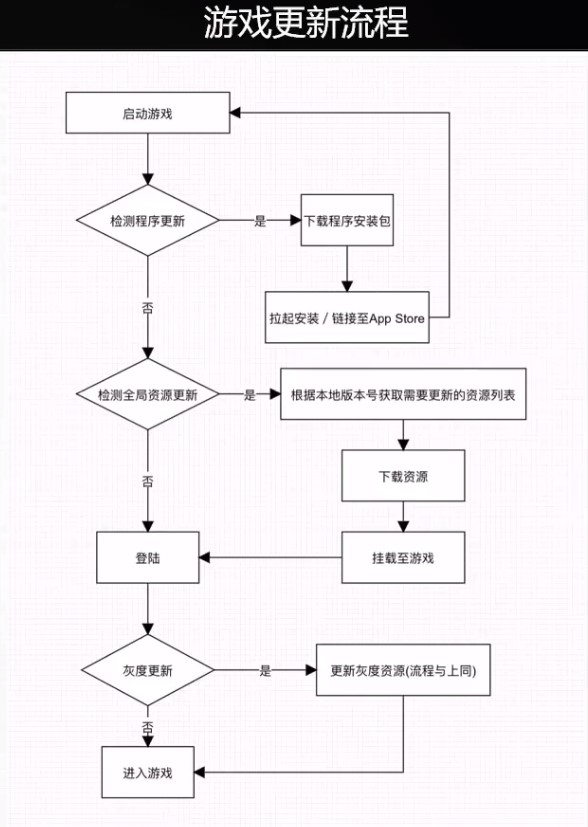 游戏更新流程
启动游戏
检测程序更新
是
下载程序安装包
否
拉起安装 / 链接至App Store
检测全局资源更新
是
根据本地版本号获取需要更新的资源列表
否
下载资源
登陆
挂载至游戏
灰度更新
是
更新灰度资源(流程与上同)
否
进入游戏